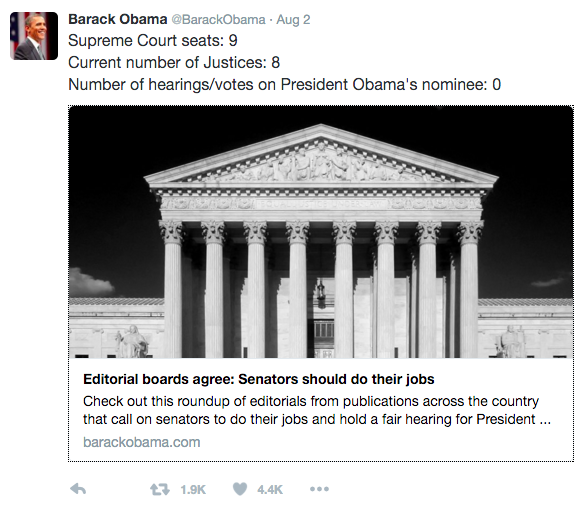 Barack Obama @BarackObama · Aug 2
Supreme Court seats: 9
Current number of Justices: 8
Number of hearings/votes on President Obama's nominee: 0
Editorial boards agree: Senators should do their jobs
Check out this roundup of editorials from publications across the country
that call on senators to do their jobs and hold a fair hearing for President ...
barackobama.com
1.9K 4.4K